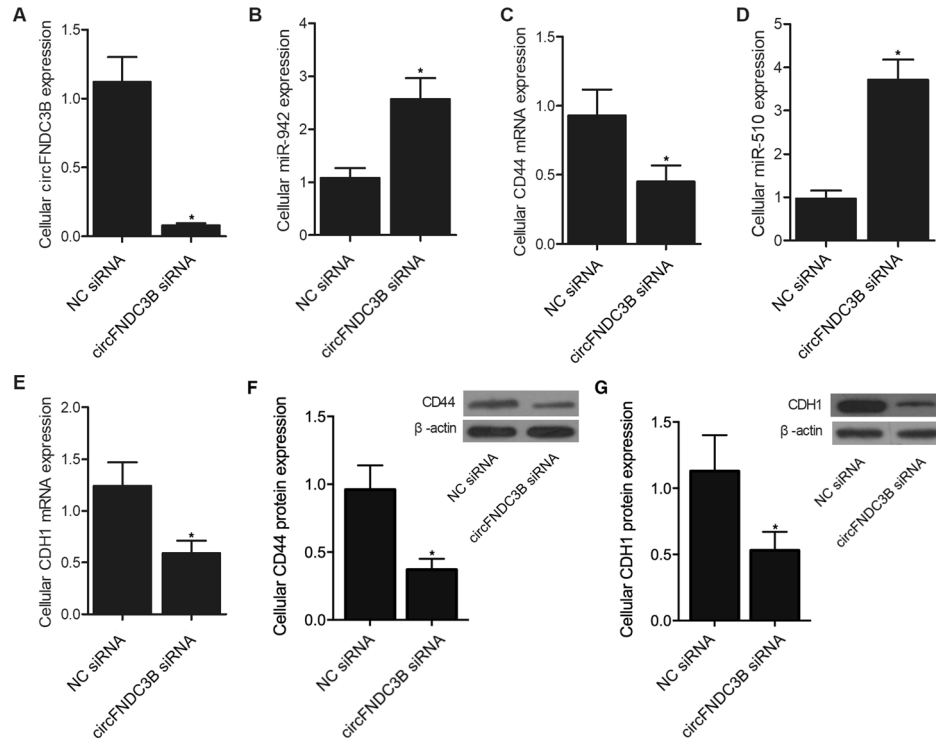 A
Cellular circFNDC3B expression
1.5
1.0
0.5
0.0
*
NC siRNA
circFNDC3B siRNA
B
Cellular miR-942 expression
4
3
2
1
0
*
NC siRNA
circFNDC3B siRNA
C
Cellular CD44 mRNA expression
1.5
1.0
0.5
0.0
*
NC siRNA
circFNDC3B siRNA
D
Cellular miR-510 expression
5
4
3
2
1
0
*
NC siRNA
circFNDC3B siRNA
E
Cellular CDH1 mRNA expression
2.0
1.5
1.0
0.5
0.0
*
NC siRNA
circFNDC3B siRNA
F
Cellular CD44 protein expression
1.5
1.0
0.5
0.0
*
NC siRNA
circFNDC3B siRNA
CD44
β -actin
NC siRNA
circFNDC3B siRNA
G
Cellular CDH1 protein expression
1.5
1.0
0.5
0.0
*
NC siRNA
circFNDC3B siRNA
CDH1
β -actin
NC siRNA
circFNDC3B siRNA